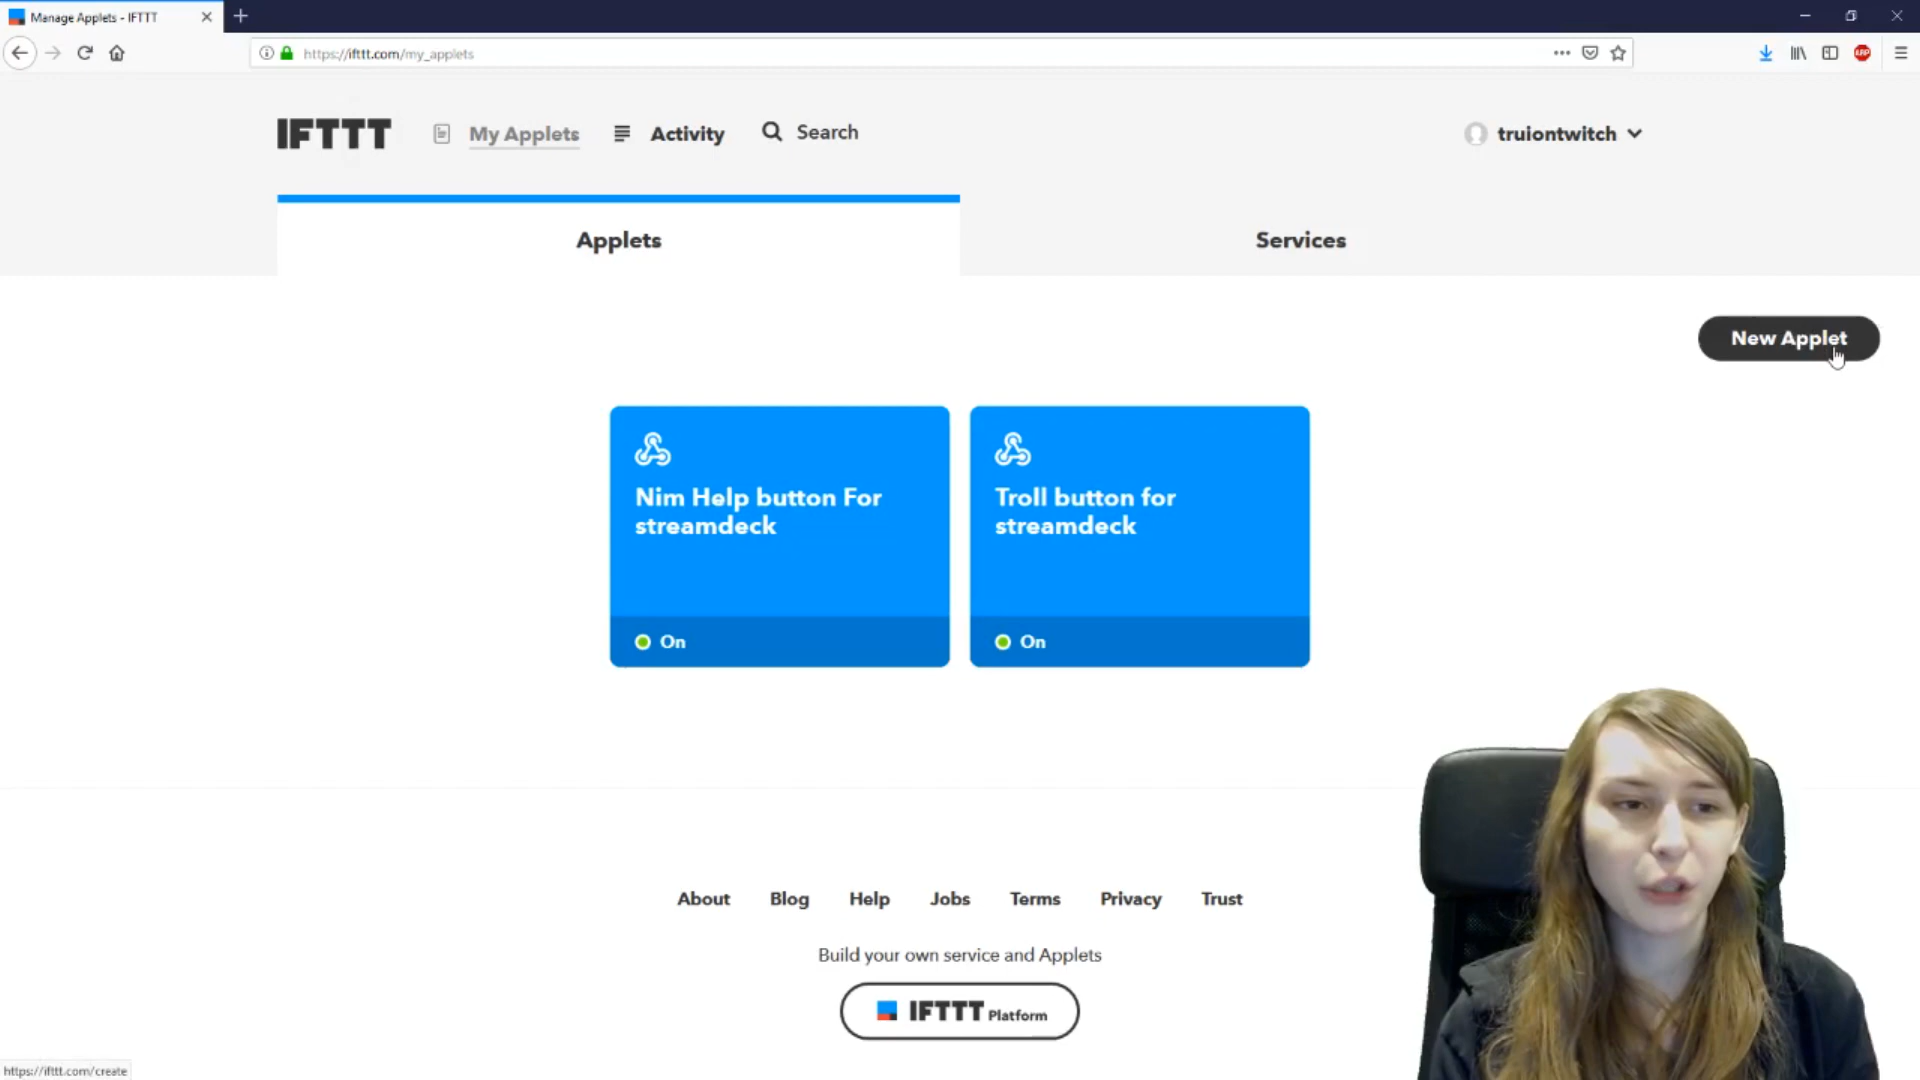 Manage Applets - IFTTT
https://ifttt.com/my_applets
ABP
IFTTT
My Applets
Activity
Search
truiontwitch
Applets
Services
New Applet
Nim Help button For
streamdeck
On
Troll button for
streamdeck
On
About Blog Help Jobs Terms Privacy Trust
Build your own service and Applets
IFTTT Platform
https://ifttt.com/create